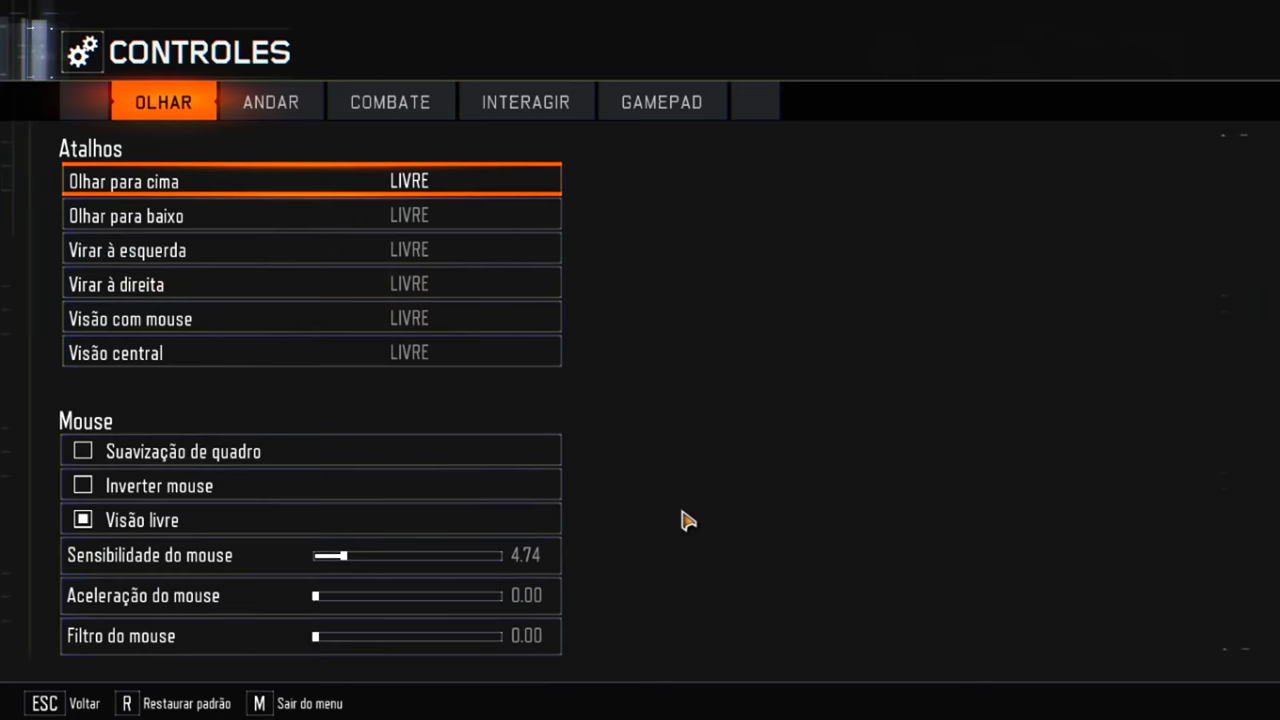 CONTROLES
OLHAR ANDAR COMBATE INTERAGIR GAMEPAD
Atalhos
Olhar para cima LIVRE
Olhar para baixo LIVRE
Virar à esquerda LIVRE
Virar à direita LIVRE
Visão com mouse LIVRE
Visão central LIVRE
Mouse
Suavização de quadro
Inverter mouse
Visão livre
Sensibilidade do mouse 4.74
Aceleração do mouse 0.00
Filtro do mouse 0.00
ESC Voltar R Restaurar padrão M Sair do menu